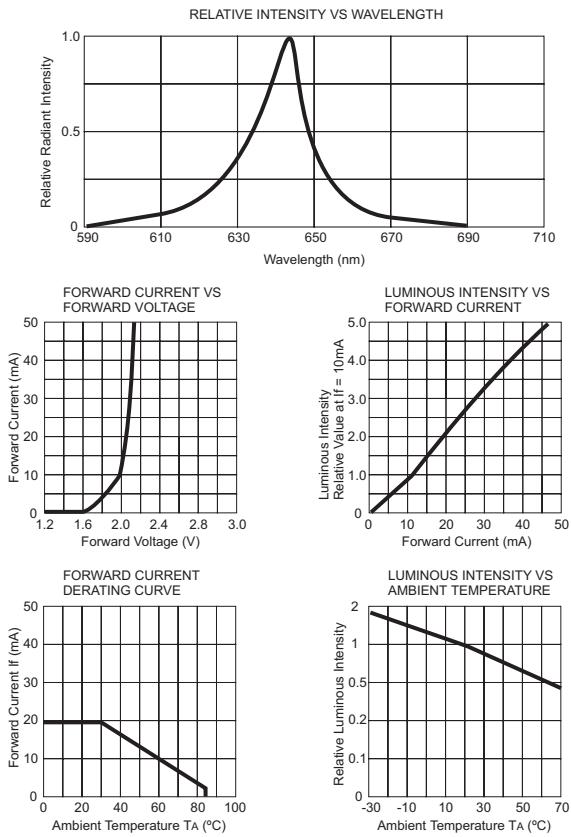 RELATIVE INTENSITY VS WAVELENGTH
Relative Radiant Intensity
1.0
0.5
0
590 610 630 650 670 690 710
Wavelength (nm)
FORWARD CURRENT VS
FORWARD VOLTAGE
Forward Current (mA)
50
40
30
20
10
0
1.2 1.6 2.0 2.4 2.8 3.0
Forward Voltage (V)
LUMINOUS INTENSITY VS
FORWARD CURRENT
Luminous Intensity
Relative Value at If = 10mA
5.0
4.0
3.0
2.0
1.0
0
0 10 20 30 40 50
Forward Current (mA)
FORWARD CURRENT
DERATING CURVE
Forward Current If (mA)
50
40
30
20
10
0
0 20 40 60 80 100
Ambient Temperature TA (ºC)
LUMINOUS INTENSITY VS
AMBIENT TEMPERATURE
Relative Luminous Intensity
2
1
0.5
0.2
0.1
0
-30 -10 10 30 50 70
Ambient Temperature TA (ºC)